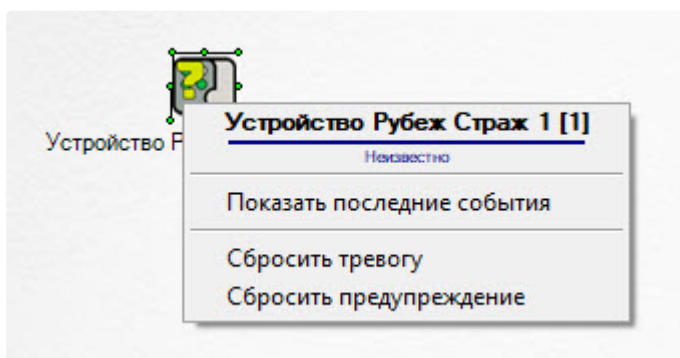 Устройство Р
Устройство Рубеж Страж 1 [1]
Неизвестно
Показать последние события
Сбросить тревогу
Сбросить предупреждение